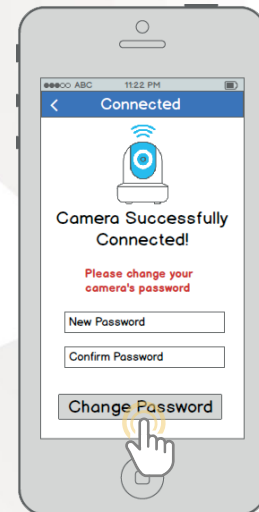 ABC 11:22 PM
Connected
Camera Successfully
Connected!
Please change your
camera's password
New Password
Confirm Password
Change Password